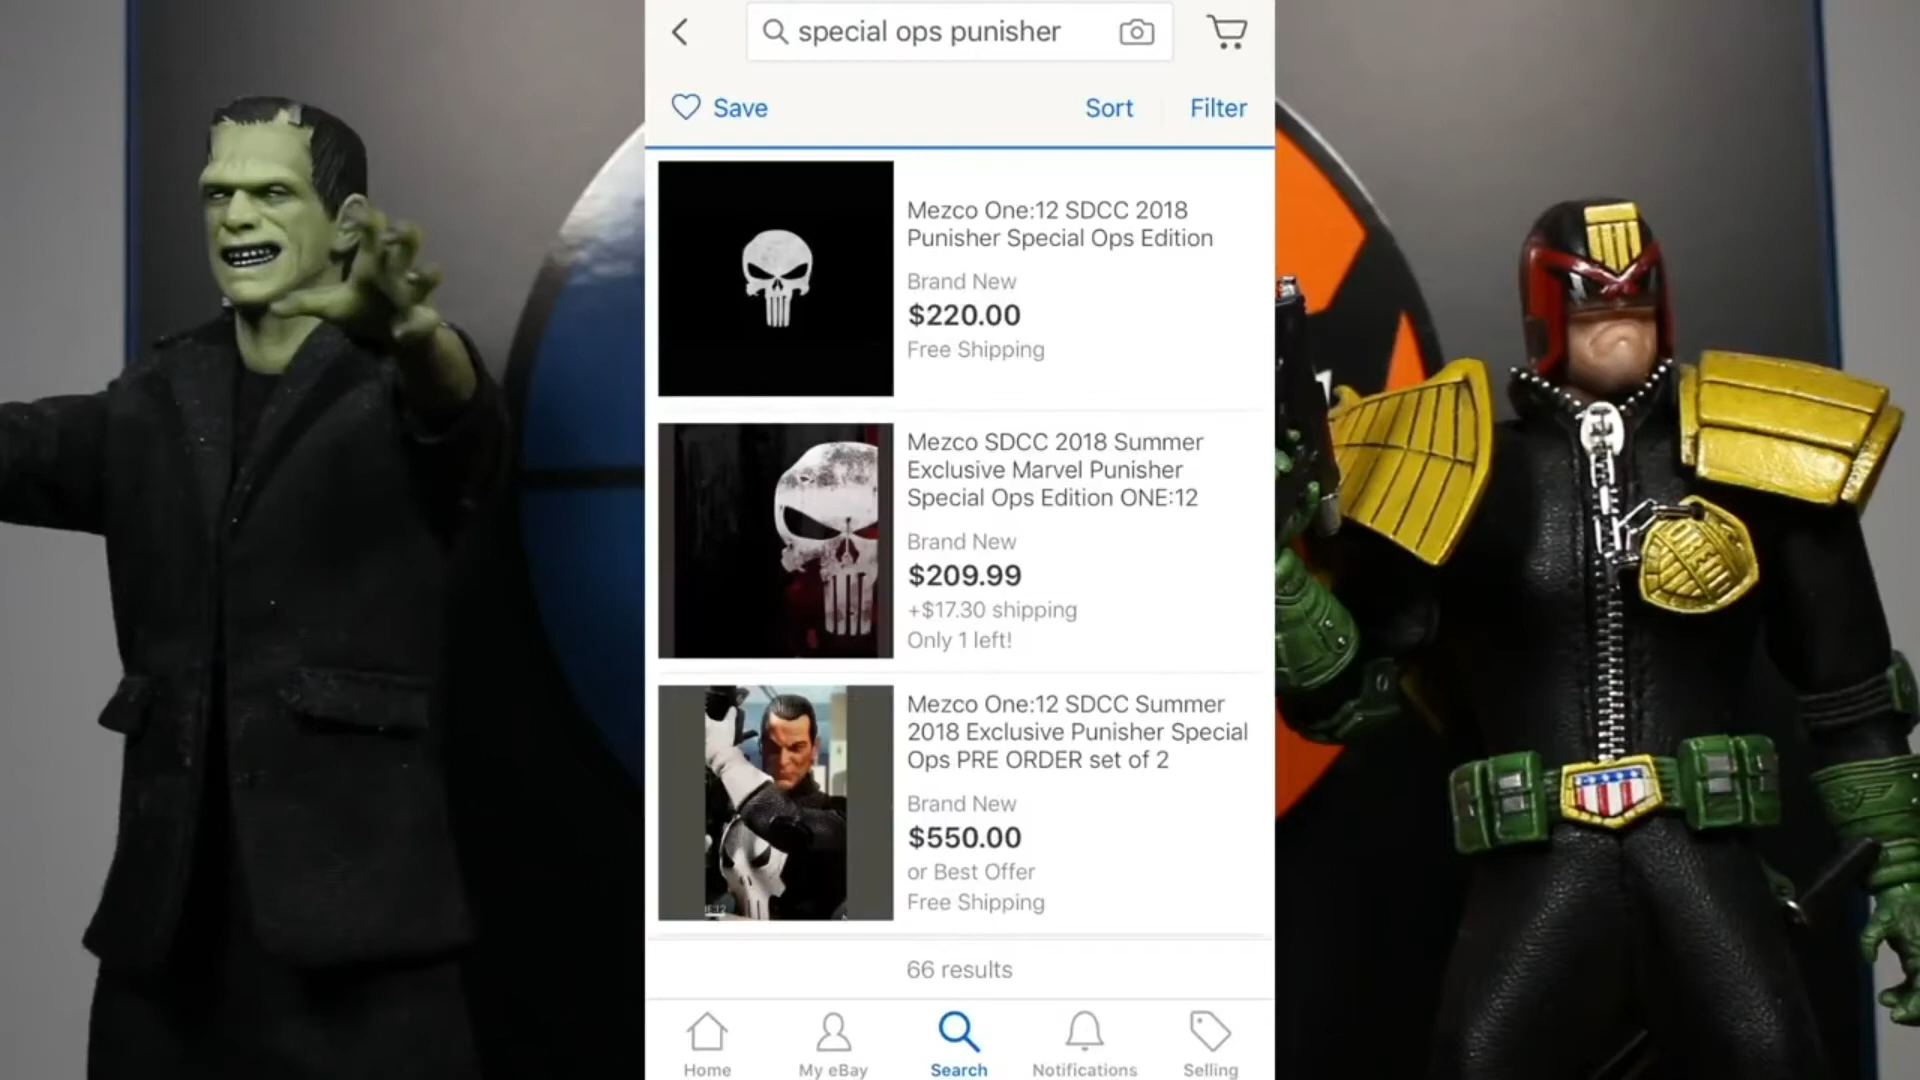 special ops punisher
Save
Sort
Filter
Mezco One:12 SDCC 2018
Punisher Special Ops Edition
Brand New
$220.00
Free Shipping
Mezco SDCC 2018 Summer
Exclusive Marvel Punisher
Special Ops Edition ONE:12
Brand New
$209.99
+$17.30 shipping
Only 1 left!
Mezco One:12 SDCC Summer
2018 Exclusive Punisher Special
Ops PRE ORDER set of 2
Brand New
$550.00
or Best Offer
Free Shipping
66 results
Home
My eBay
Search
Notifications
Selling